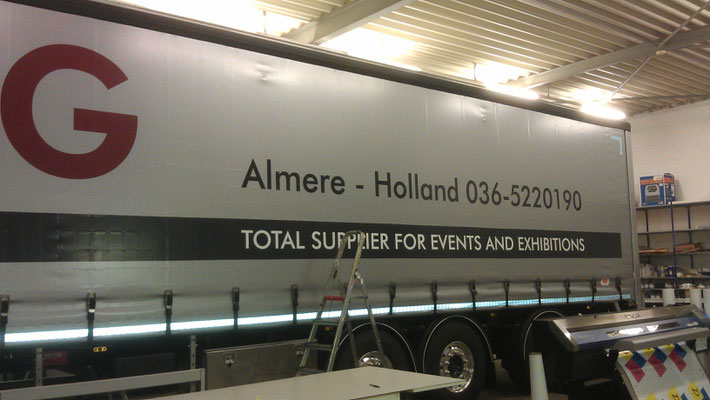 G
Almere - Holland 036-5220190
TOTAL SUPPLIER FOR EVENTS AND EXHIBITIONS